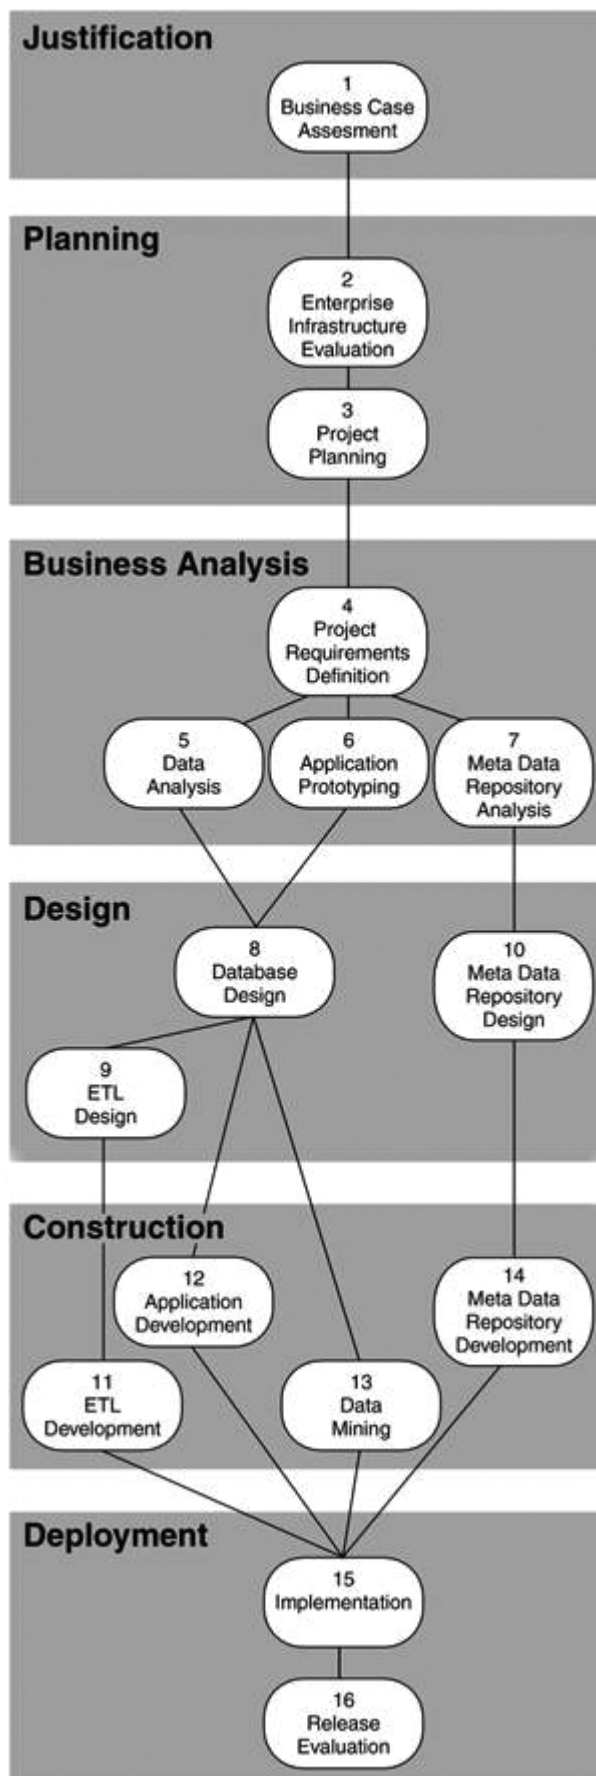 Justification
1
Business Case
Assesment
Planning
2
Enterprise
Infrastructure
Evaluation
3
Project
Planning
Business Analysis
4
Project
Requirements
Definition
5
Data
Analysis
6
Application
Prototyping
7
Meta Data
Repository
Analysis
Design
8
Database
Design
9
ETL
Design
10
Meta Data
Repository
Design
Construction
11
ETL
Development
12
Application
Development
13
Data
Mining
14
Meta Data
Repository
Development
Deployment
15
Implementation
16
Release
Evaluation